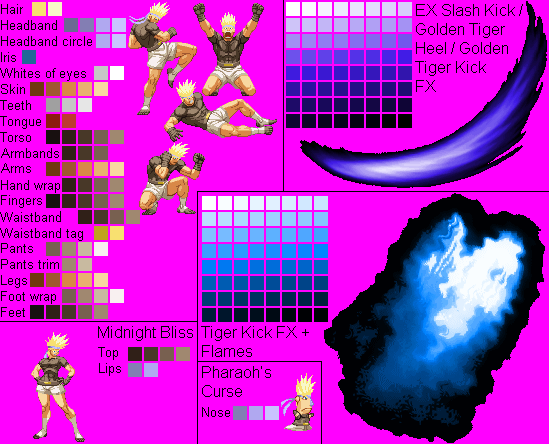 Hair
Headband
Headband circle
Iris
Whites of eyes
Skin
Teeth
Tongue
Torso
Armbands
Arms
Hand wrap
Fingers
Waistband
Waistband tag
Pants
Pants trim
Legs
Foot wrap
Feet
EX Slash Kick /
Golden Tiger
Heel / Golden
Tiger Kick
FX
Midnight Bliss
Top
Lips
Tiger Kick FX +
Flames
Pharaoh's
Curse
Nose